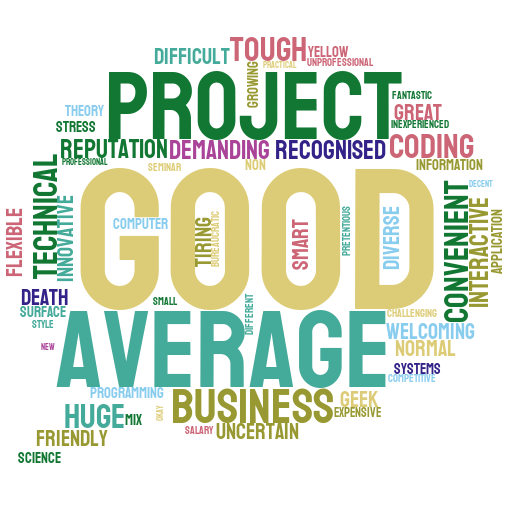 TOUGH
DIFFICULT
YELLOW
UNPROFESSIONAL
PRACTICAL
GROWING
PROJECT
FANTASTIC
THEORY
GREAT
STRESS
INEXPERIENCED
REPUTATION
DEMANDING
RECOGNISED
CODING
PROFESSIONAL
SEMINAR
NON
INFORMATION
TECHNICAL
INNOVATIVE
GOOD
DECENT
FLEXIBLE
COMPUTER
TIRING
BUREAUCRATIC
SMART
PRETENTIOUS
DIVERSE
CONVENIENT
INTERACTIVE
APPLICATION
DEATH
SMALL
SURFACE
STYLE
DIFFERENT
CHALLENGING
AVERAGE
WELCOMING
NEW
NORMAL
SYSTEMS
COMPETITIVE
PROGRAMMING
BUSINESS
GEEK
HUGE
MIX
OKAY
EXPENSIVE
SALARY
UNCERTAIN
FRIENDLY
SCIENCE